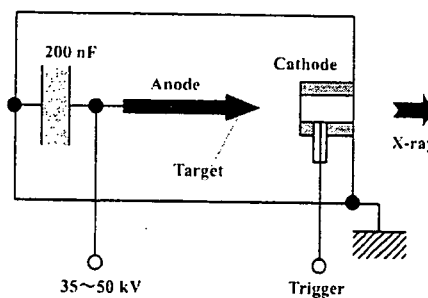 200 nF
Anode
Cathode
X-ray
Target
35～50 kV
Trigger